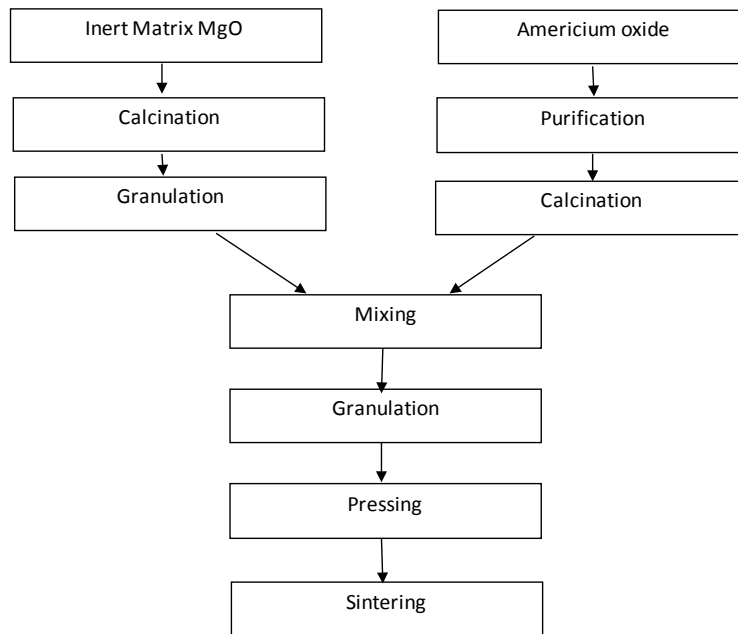 Inert Matrix MgO
Americium oxide
Calcination
Purification
Granulation
Calcination
Mixing
Granulation
Pressing
Sintering